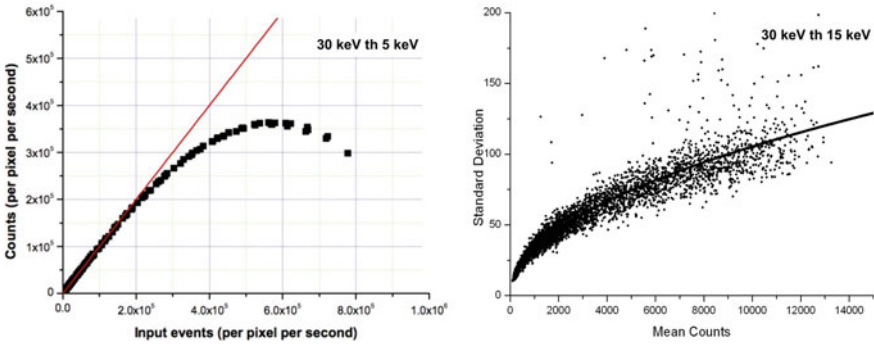 6x10⁵
5x10⁵
4x10⁵
3x10⁵
2x10⁵
1x10⁵
0
Counts (per pixel per second)
30 keV th 5 keV
0.0
2.0x10⁵
4.0x10⁵
6.0x10⁵
8.0x10⁵
1.0x10⁶
Input events (per pixel per second)
200
150
100
50
0
Standard Deviation
30 keV th 15 keV
0
2000
4000
6000
8000
10000
12000
14000
Mean Counts